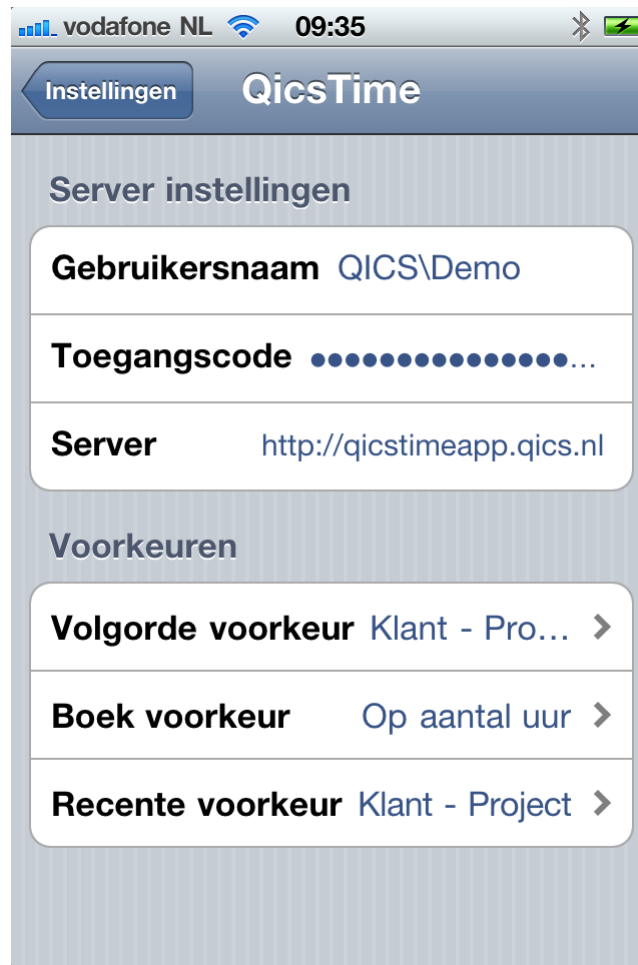 vodafone NL 09:35
Instellingen QicsTime
Server instellingen
Gebruikersnaam QICS\Demo
Toegangscode ●●●●●●●●●●●●●●●...
Server http://qicstimeapp.qics.nl
Voorkeuren
Volgorde voorkeur Klant - Pro...
Boek voorkeur Op aantal uur
Recente voorkeur Klant - Project